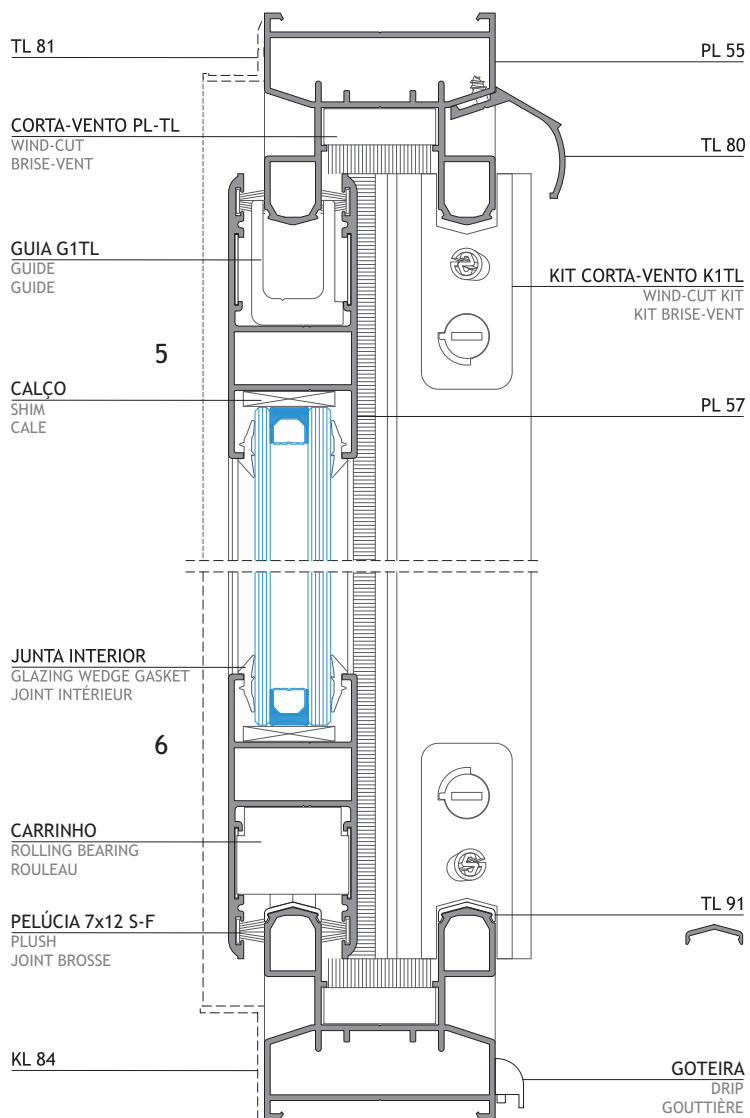 TL 81
PL 55
CORTA-VENTO PL-TL
WIND-CUT
BRISE-VENT
TL 80
GUIA G1TL
GUIDE
GUIDE
KIT CORTA-VENTO K1TL
WIND-CUT KIT
KIT BRISE-VENT
5
CALÇO
SHIM
CALE
PL 57
JUNTA INTERIOR
GLAZING WEDGE GASKET
JOINT INTÉRIEUR
6
CARRINHO
ROLLING BEARING
ROULEAU
TL 91
PELÚCIA 7x12 S-F
PLUSH
JOINT BROSSE
KL 84
GOTEIRA
DRIP
GOUTTIÈRE